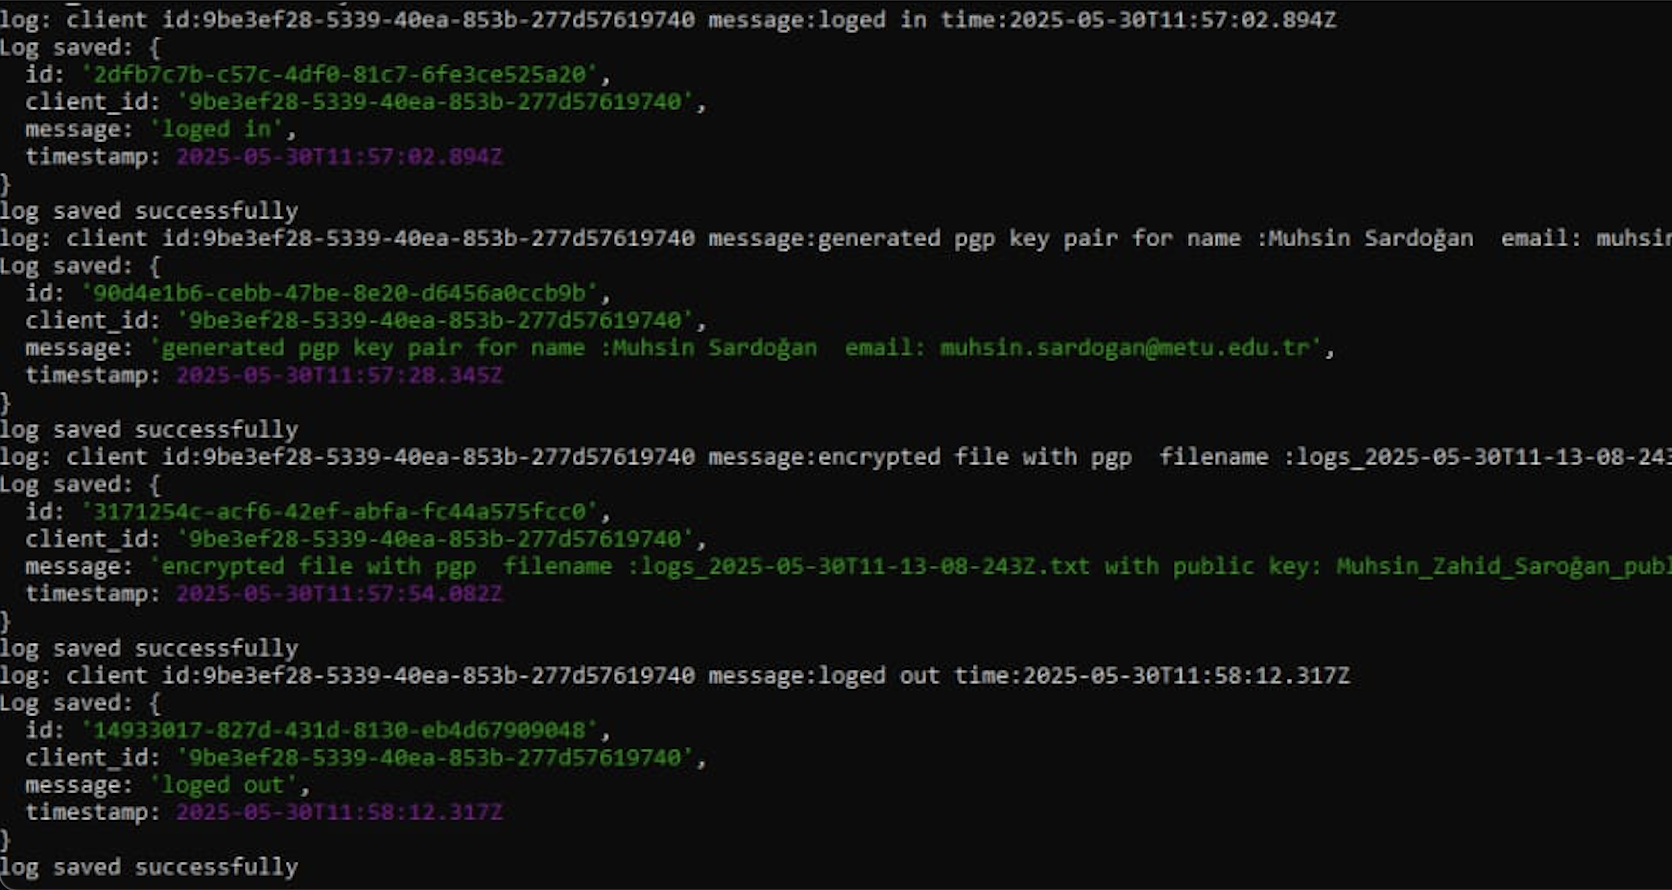 log: client id:9be3ef28-5339-40ea-853b-277d57619740 message:loged in time:2025-05-30T11:57:02.894Z
Log saved: {
  id: '2dfb7c7b-c57c-4df0-81c7-6fe3ce525a20',
  client_id: '9be3ef28-5339-40ea-853b-277d57619740',
  message: 'loged in',
  timestamp: 2025-05-30T11:57:02.894Z
}
log saved successfully
log: client id:9be3ef28-5339-40ea-853b-277d57619740 message:generated pgp key pair for name :Muhsin Sardoğan  email: muhsin
Log saved: {
  id: '90d4e1b6-cebb-47be-8e20-d6456a0ccb9b',
  client_id: '9be3ef28-5339-40ea-853b-277d57619740',
  message: 'generated pgp key pair for name :Muhsin Sardoğan  email: muhsin.sardogan@metu.edu.tr',
  timestamp: 2025-05-30T11:57:28.345Z
}
log saved successfully
log: client id:9be3ef28-5339-40ea-853b-277d57619740 message:encrypted file with pgp  filename :logs_2025-05-30T11-13-08-243
Log saved: {
  id: '3171254c-acf6-42ef-abfa-fc44a575fcc0',
  client_id: '9be3ef28-5339-40ea-853b-277d57619740',
  message: 'encrypted file with pgp  filename :logs_2025-05-30T11-13-08-243Z.txt with public key: Muhsin_Zahid_Saroğan_publ
  timestamp: 2025-05-30T11:57:54.082Z
}
log saved successfully
log: client id:9be3ef28-5339-40ea-853b-277d57619740 message:loged out time:2025-05-30T11:58:12.317Z
Log saved: {
  id: '14933017-827d-431d-8130-eb4d67909048',
  client_id: '9be3ef28-5339-40ea-853b-277d57619740',
  message: 'loged out',
  timestamp: 2025-05-30T11:58:12.317Z
}
log saved successfully